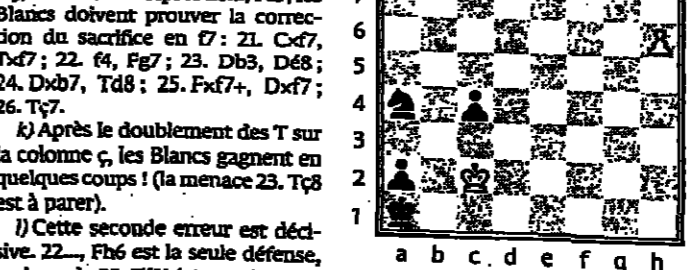 Blancs doivent prouver la correc-
tion du sacrifice en f7 : 21. Cxf7,
Txf7 ; 22. f4, Fg7 ; 23. Db3, Dé8 ;
24. Dxb7, Td8 ; 25. Fxf7+, Dxf7 ;
26. Tç7.
k) Après le doublement des T sur
la colonne ç, les Blancs gagnent en
quelques coups ! (la menace 23. Tç8
est à parer).
l) Cette seconde erreur est déci-
sive. 22..., Fh6 est la seule défense,
6
5
4
3
2
1
a b c d e f g h